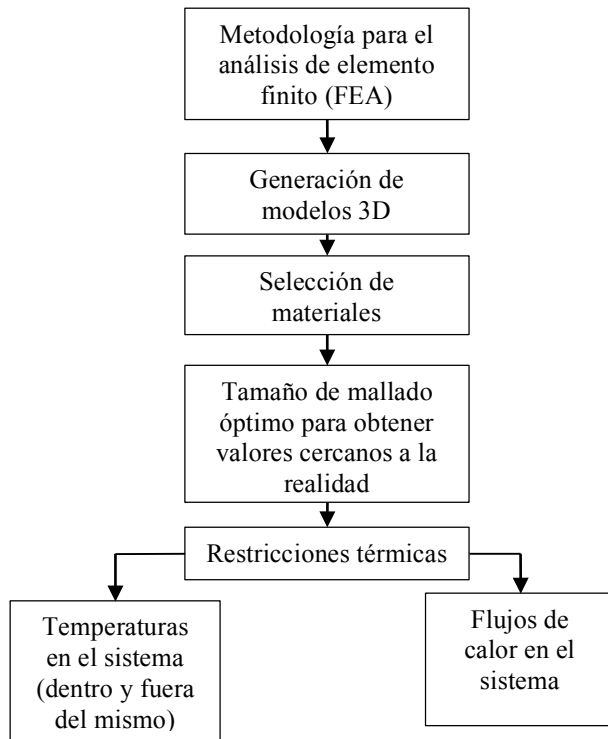 Metodología para el
análisis de elemento
finito (FEA)
Generación de
modelos 3D
Selección de
materiales
Tamaño de mallado
óptimo para obtener
valores cercanos a la
realidad
Restricciones térmicas
Temperaturas
en el sistema
(dentro y fuera
del mismo)
Flujos de
calor en el
sistema